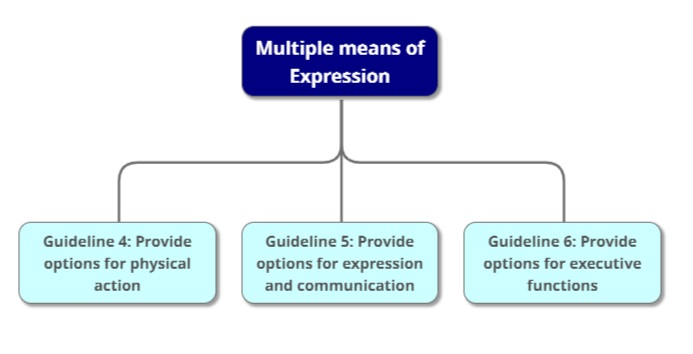 Multiple means of
Expression
Guideline 4: Provide
options for physical
action
Guideline 5: Provide
options for expression
and communication
Guideline 6: Provide
options for executive
functions